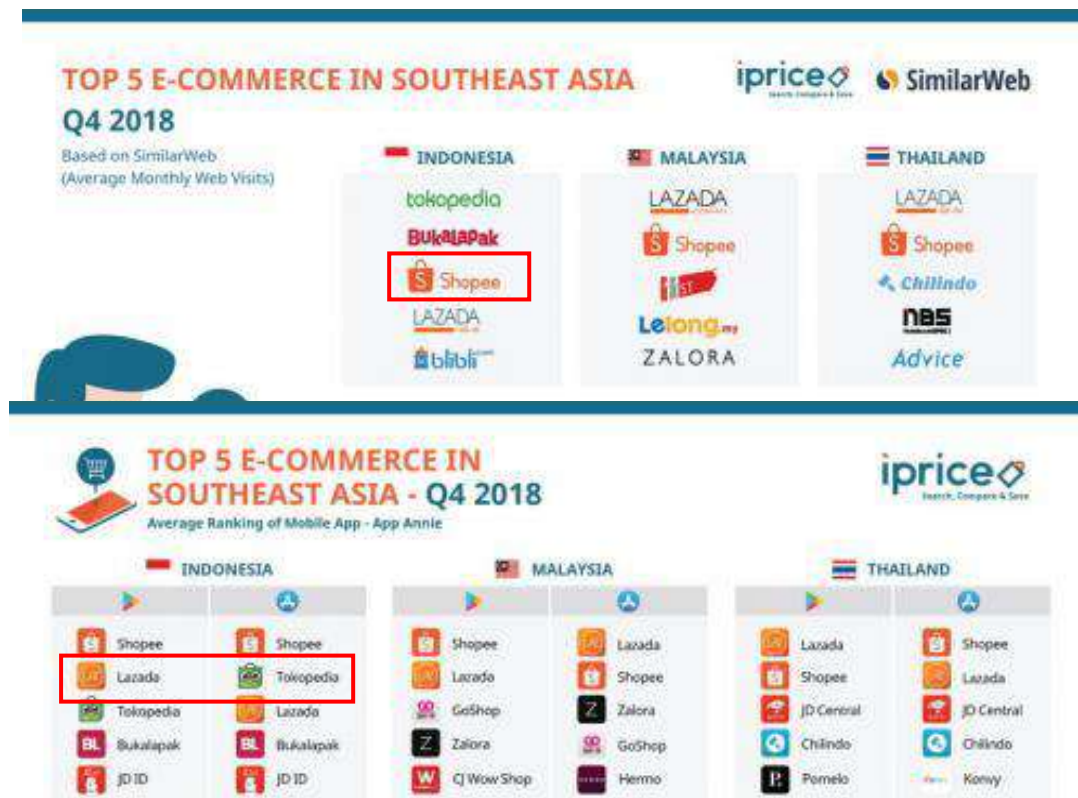 TOP 5 E-COMMERCE IN SOUTHEAST ASIA
Q4 2018
Based on SimilarWeb
(Average Monthly Web Visits)
iprice
SimilarWeb
INDONESIA
tokopedia
BukaLapak
Shopee
LAZADA
blibli.com
MALAYSIA
LAZADA
Shopee
Lelong.my
ZALORA
THAILAND
LAZADA
Shopee
Chilindo
Advice
TOP 5 E-COMMERCE IN
SOUTHEAST ASIA - Q4 2018
Average Ranking of Mobile App - App Annie
iprice
Search, Compare & Save
INDONESIA
Shopee Shopee
Lazada Tokopedia
Tokopedia Lazada
BL Bukalapak BL Bukalapak
JD ID JD ID
MALAYSIA
Shopee Lazada
Lazada Shopee
GoShop Z Zalora
Z Zalora GoShop
W CJ Wow Shop Hermo
THAILAND
Lazada Shopee
Shopee Lazada
JD Central JD Central
Chilindo Chilindo
P. Pomelo Konvy